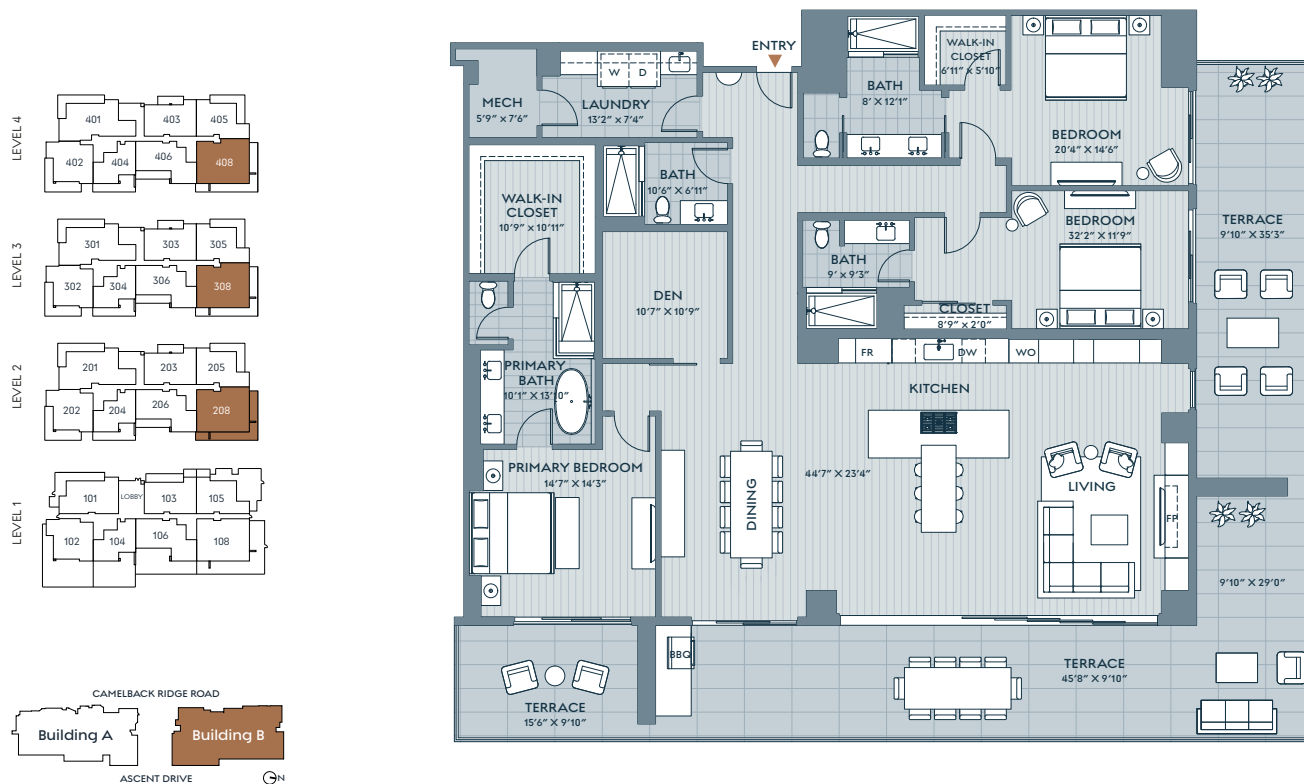 LEVEL 4
401
403
405
402
404
406
408
LEVEL 3
301
303
305
302
304
306
308
LEVEL 2
201
203
205
202
204
206
208
LEVEL 1
101
LOBBY
103
105
102
104
106
108
CAMELBACK RIDGE ROAD
Building A
Building B
ASCENT DRIVE
N
ENTRY
MECH
5'9" X 7'6"
W
D
LAUNDRY
13'2" X 7'4"
BATH
8' X 12'1"
WALK-IN
CLOSET
6'11" X 5'10"
BEDROOM
20'4" X 14'6"
WALK-IN
CLOSET
10'9" X 10'11"
BATH
10'6" X 6'11"
BEDROOM
32'2" X 11'9"
TERRACE
9'10" X 35'3"
BATH
9' X 9'3"
DEN
10'7" X 10'9"
CLOSET
8'9" X 2'0"
FR
DW
WO
PRIMARY
BATH
10'1" X 13'10"
KITCHEN
PRIMARY BEDROOM
14'7" X 14'3"
DINING
44'7" X 23'4"
LIVING
FP
9'10" X 29'0"
BBQ
TERRACE
15'6" X 9'10"
TERRACE
45'8" X 9'10"